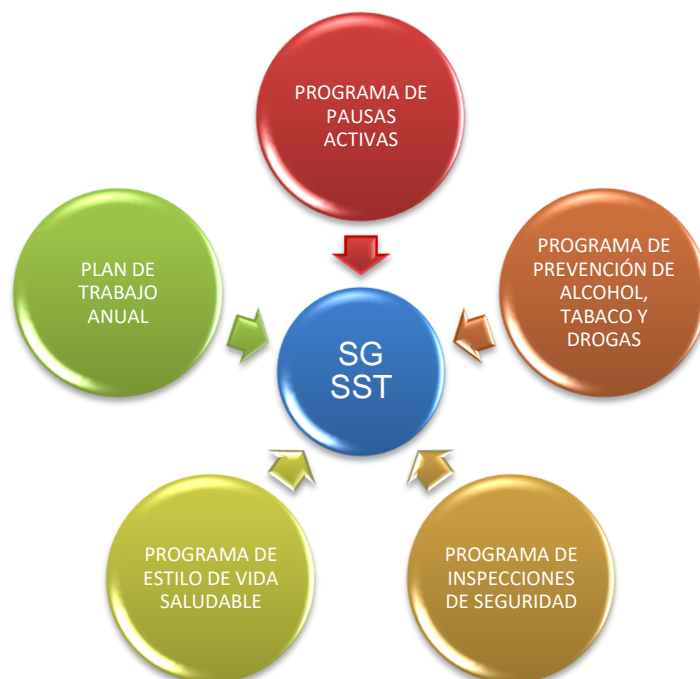 PROGRAMA DE
PAUSAS
ACTIVAS
PLAN DE
TRABAJO
ANUAL
PROGRAMA DE
PREVENCIÓN DE
ALCOHOL,
TABACO Y
DROGAS
SG
SST
PROGRAMA DE
ESTILO DE VIDA
SALUDABLE
PROGRAMA DE
INSPECCIONES
DE SEGURIDAD